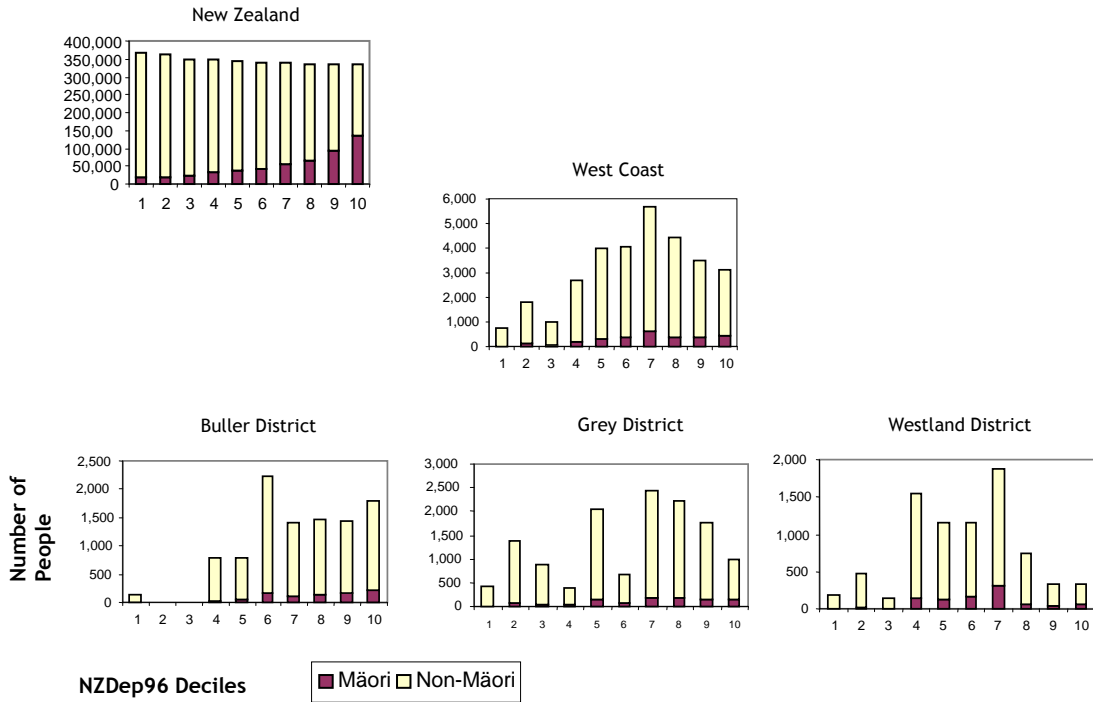 New Zealand
400,000
350,000
300,000
250,000
200,000
150,00
100,000
50,000
0
1 2 3 4 5 6 7 8 9 10
West Coast
6,000
5,000
4,000
3,000
2,000
1,000
0
1 2 3 4 5 6 7 8 9 10
Number of
People
Buller District
2,500
2,000
1,500
1,000
500
0
1 2 3 4 5 6 7 8 9 10
Grey District
3,000
2,500
2,000
1,500
1,000
500
0
1 2 3 4 5 6 7 8 9 10
Westland District
2,000
1,500
1,000
500
0
1 2 3 4 5 6 7 8 9 10
NZDep96 Deciles
Mäori Non-Mäori